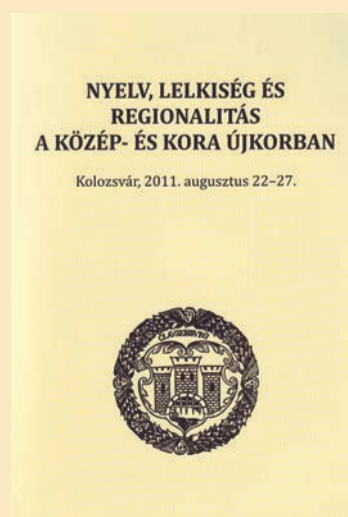 NYELV, LELKISÉG ÉS
REGIONALITÁS
A KÖZÉP- ÉS KORA ÚJKORBAN
Kolozsvár, 2011. augusztus 22–27.